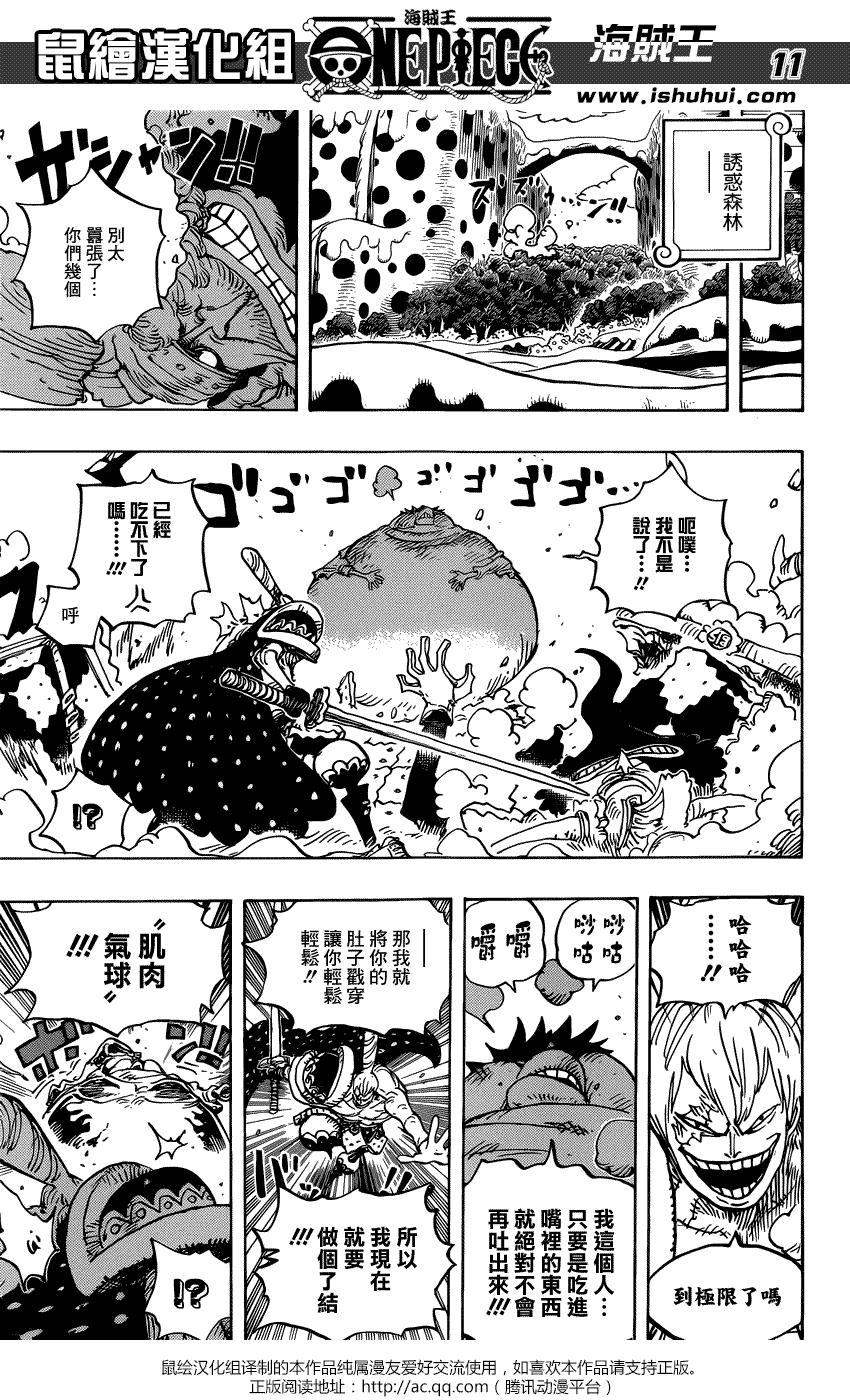 鼠繪漢化組
海賊王
ONE PIECE
海賊王
www.ishuhui.com
11
誘惑森林
——
ズズ...
ザシャァン!!
別太
囂張了…
你們幾個
呃噗…
我不是
說了…!!
ゴゴゴゴゴゴ
已經
吃不下了
嗎……!!!
呼
!?
哈哈哈
……!!
到極限了嗎
唦咕
唦咕
嚼
嚼
我這個人…
只要是吃進
嘴裡的東西
就絕對不會
再吐出來!!!
——
那我就
將你的
肚子戳穿
讓你輕鬆
輕鬆!!
所以
我現在
就要
做個了結
!!!
"肌肉
氣球"
!!!
ボボン!!
!?
鼠绘汉化组译制的本作品纯属漫友爱好交流使用，如喜欢本作品请支持正版。
正版阅读地址：http://ac.qq.com（腾讯动漫平台）